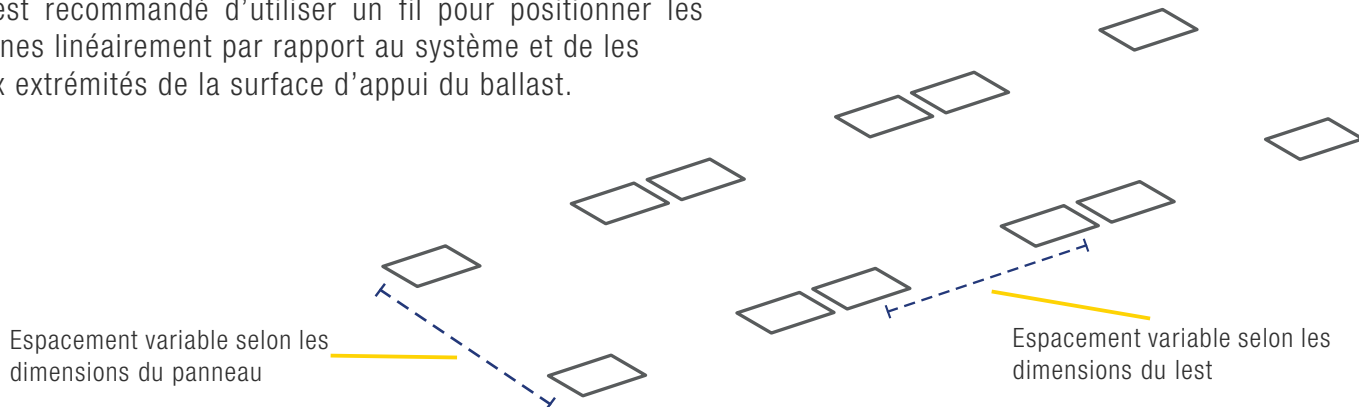 est recommandé d'utiliser un fil pour positionner les
linéairement par rapport au système et de les
extrémités de la surface d'appui du ballast.
Espacement variable selon les
dimensions du panneau
Espacement variable selon les
dimensions du lest